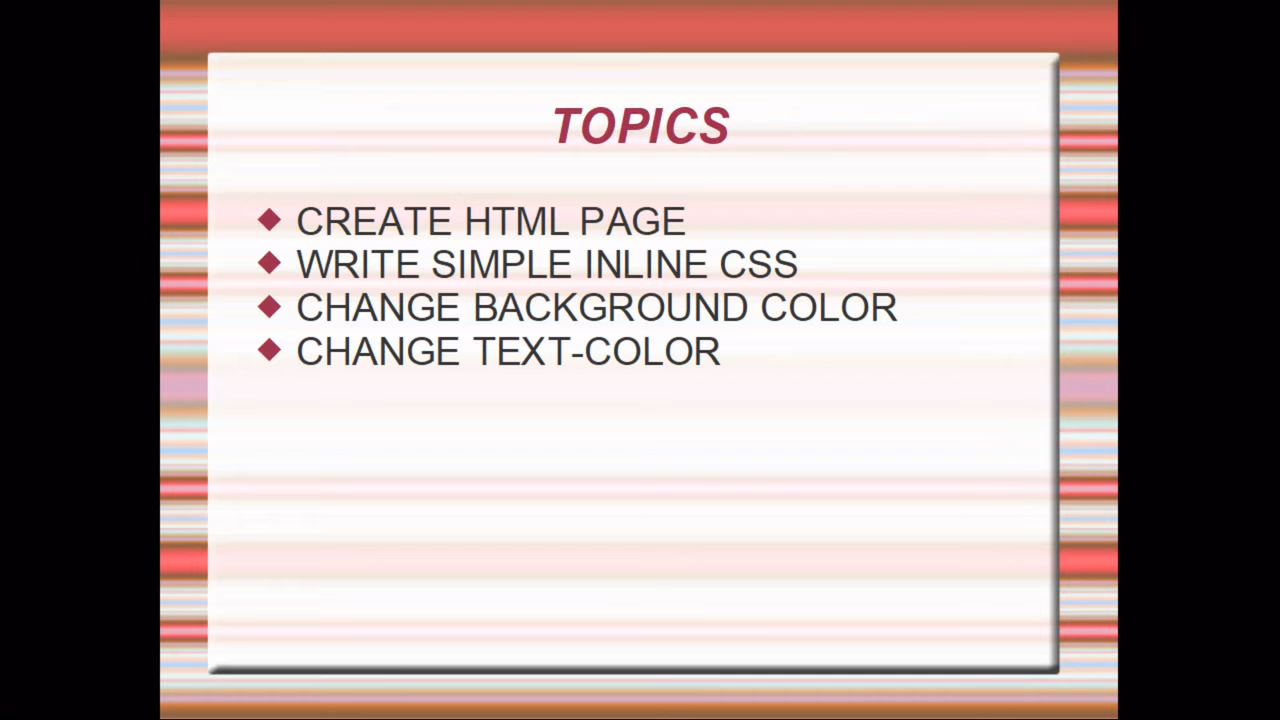 TOPICS
CREATE HTML PAGE
WRITE SIMPLE INLINE CSS
CHANGE BACKGROUND COLOR
CHANGE TEXT-COLOR